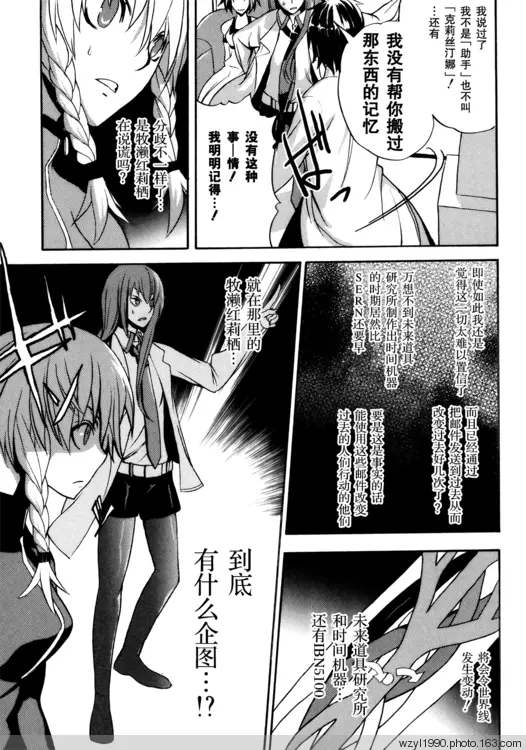 我说过了
我不是「助手」也不叫
「克莉丝汀娜」！
…还有
我没有帮你搬过
那东西的记忆
没有这种
事—情！
我明明记得…！
分歧不一样了…
是牧濑红莉栖
在说谎吗？
即使如此我还是
觉得这一切太难以置信了…
万想不到未来道具
研究所制作出时间机器
的时期居然比
SERN还要早
而且已经通过
把邮件发送到过去从而
改变过去好几次了？
要是这是事实的话
能使用这些邮件改变
过去的人们行动的他们
就在那里的
牧濑红莉栖…
到底
有什么企图…！？
将会令世界线
发生变动！
未来道具研究所
和时间机器…
还有IBN5100
www.wzyl1990.photo.163.com